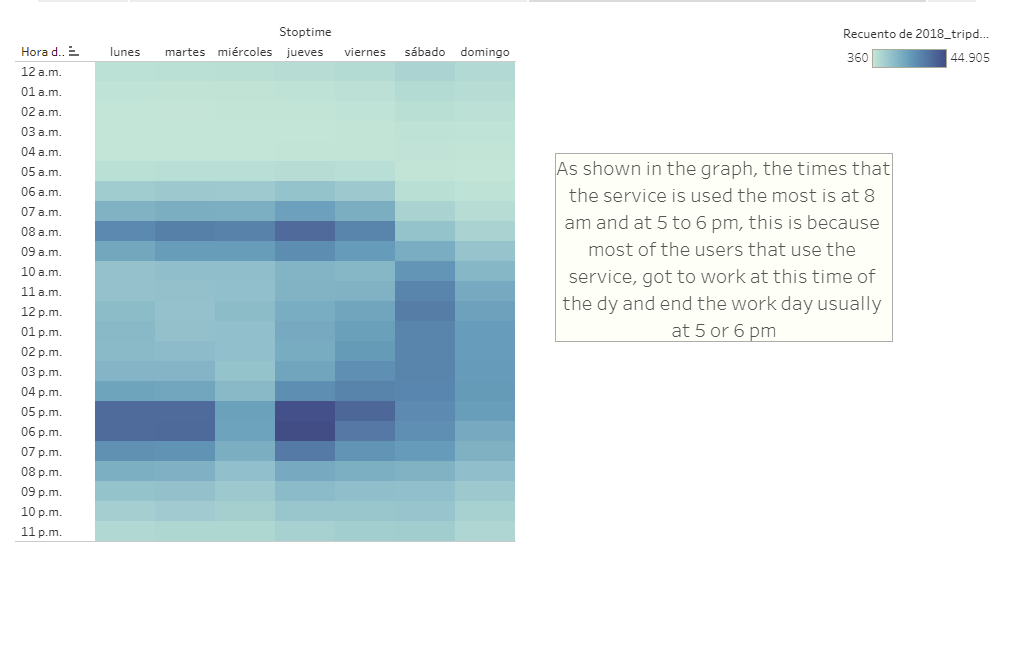 Stoptime
Recuento de 2018_tripd...
Hora d.. lunes martes miércoles jueves viernes sábado domingo
360 44.905
12 a.m.
01 a.m.
02 a.m.
03 a.m.
04 a.m.
05 a.m.
06 a.m.
07 a.m.
08 a.m.
09 a.m.
10 a.m.
11 a.m.
12 p.m.
01 p.m.
02 p.m.
03 p.m.
04 p.m.
05 p.m.
06 p.m.
07 p.m.
08 p.m.
09 p.m.
10 p.m.
11 p.m.
As shown in the graph, the times that
the service is used the most is at 8
am and at 5 to 6 pm, this is because
most of the users that use the
service, got to work at this time of
the dy and end the work day usually
at 5 or 6 pm